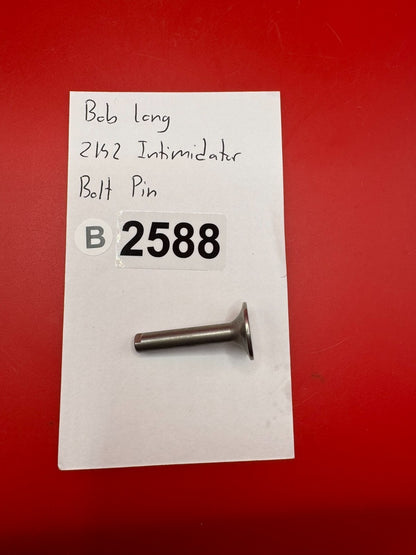 Bob long
2K2 Intimidator
Bolt Pin
B 2588